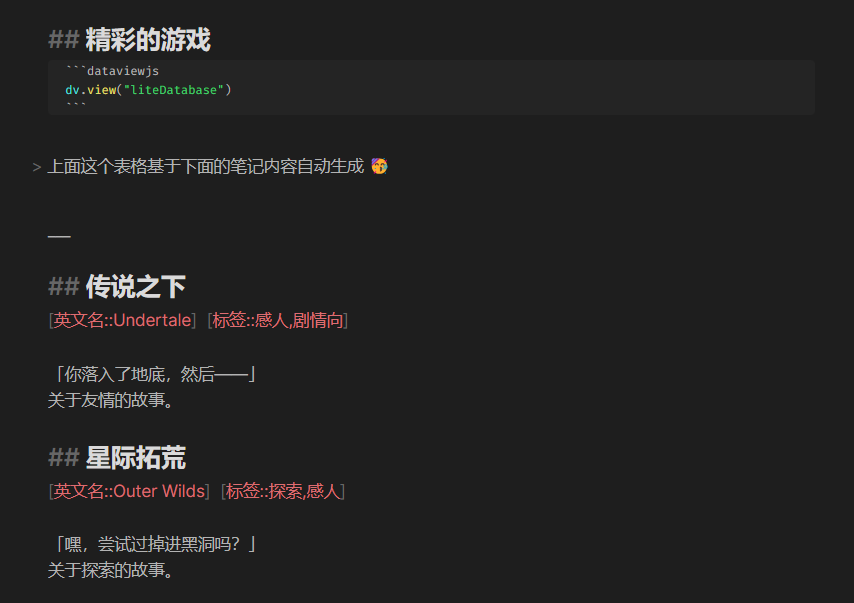 ## 精彩的游戏
```dataviewjs
dv.view("liteDatabase")
```
> 上面这个表格基于下面的笔记内容自动生成 🥳
---
## 传说之下
[英文名::Undertale] [标签::感人,剧情向]
「你落入了地底，然后——」
关于友情的故事。
## 星际拓荒
[英文名::Outer Wilds] [标签::探索,感人]
「嘿，尝试过掉进黑洞吗？」
关于探索的故事。